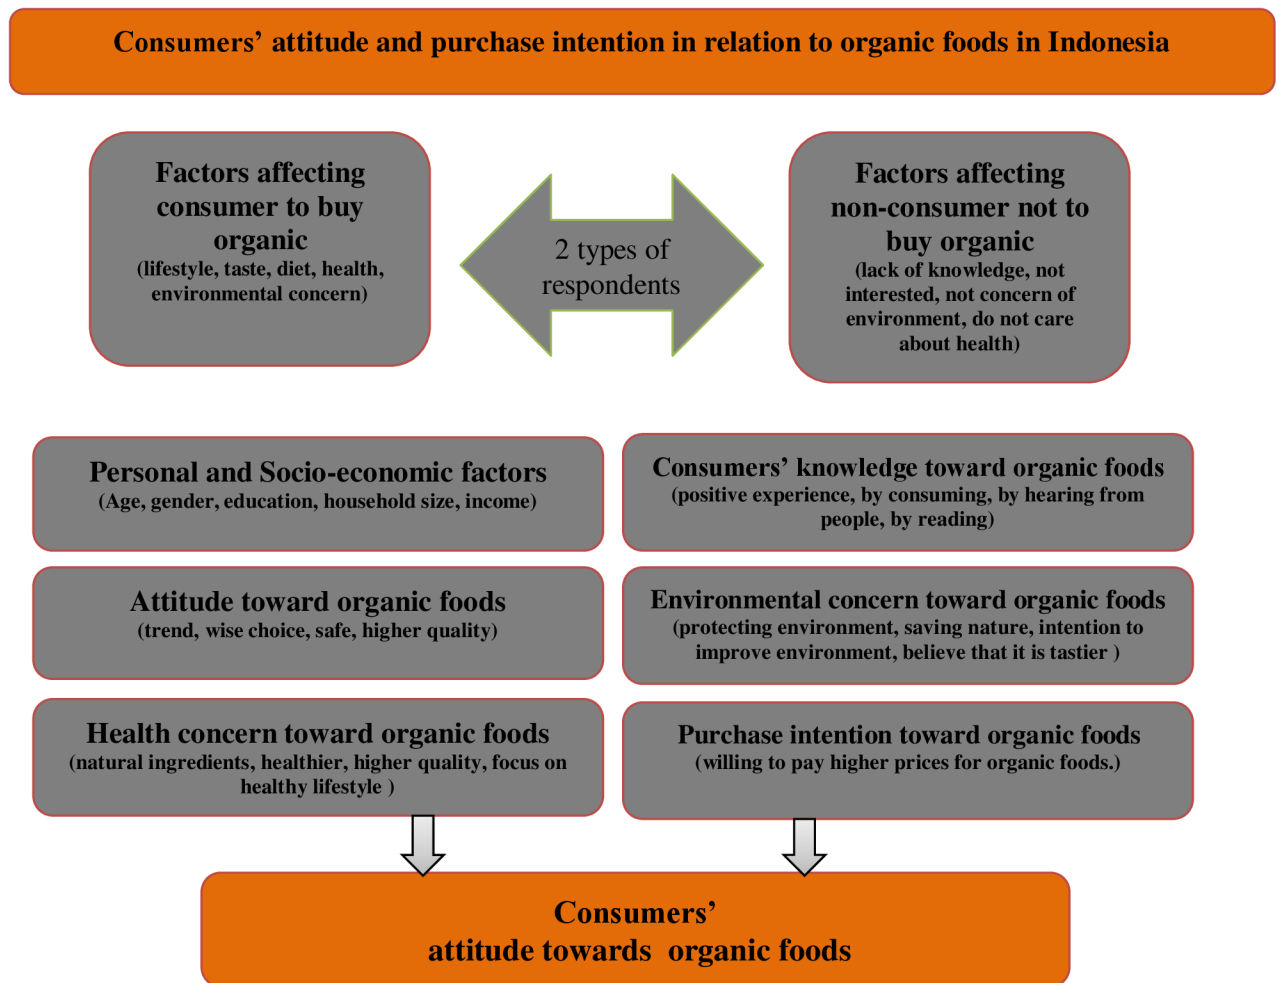 Consumers’ attitude and purchase intention in relation to organic foods in Indonesia
Factors affecting
consumer to buy
organic
(lifestyle, taste, diet, health,
environmental concern)
2 types of
respondents
Factors affecting
non-consumer not to
buy organic
(lack of knowledge, not
interested, not concern of
environment, do not care
about health)
Personal and Socio-economic factors
(Age, gender, education, household size, income)
Consumers’ knowledge toward organic foods
(positive experience, by consuming, by hearing from
people, by reading)
Attitude toward organic foods
(trend, wise choice, safe, higher quality)
Environmental concern toward organic foods
(protecting environment, saving nature, intention to
improve environment, believe that it is tastier )
Health concern toward organic foods
(natural ingredients, healthier, higher quality, focus on
healthy lifestyle )
Purchase intention toward organic foods
(willing to pay higher prices for organic foods.)
Consumers’
attitude towards  organic foods